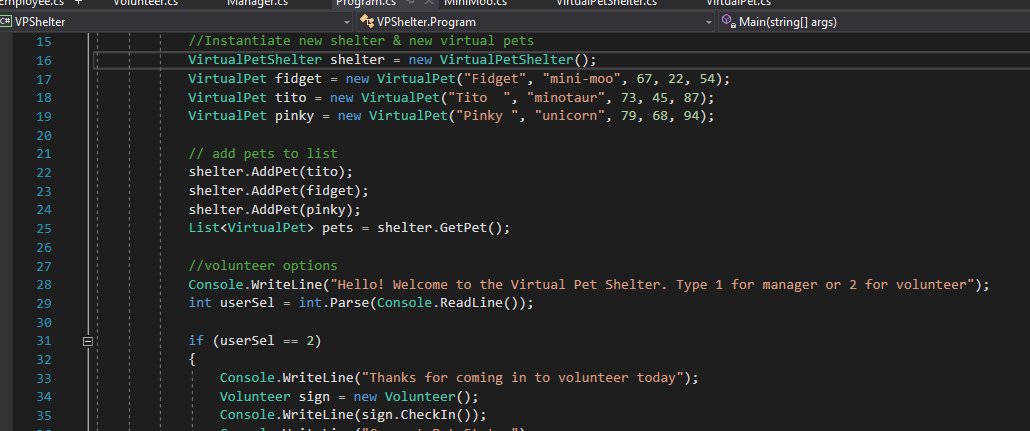 Employee.cs Volunteer.cs Manager.cs Program.cs MiniMoo.cs VirtualPetShelter.cs VirtualPet.cs
C# VPShelter VPShelter.Program Main(string[] args)
15 //Instantiate new shelter & new virtual pets
16 VirtualPetShelter shelter = new VirtualPetShelter();
17 VirtualPet fidget = new VirtualPet("Fidget", "mini-moo", 67, 22, 54);
18 VirtualPet tito = new VirtualPet("Tito  ", "minotaur", 73, 45, 87);
19 VirtualPet pinky = new VirtualPet("Pinky ", "unicorn", 79, 68, 94);
20
21 // add pets to list
22 shelter.AddPet(tito);
23 shelter.AddPet(fidget);
24 shelter.AddPet(pinky);
25 List<VirtualPet> pets = shelter.GetPet();
26
27 //volunteer options
28 Console.WriteLine("Hello! Welcome to the Virtual Pet Shelter. Type 1 for manager or 2 for volunteer");
29 int userSel = int.Parse(Console.ReadLine());
30
31 if (userSel == 2)
32 {
33 Console.WriteLine("Thanks for coming in to volunteer today");
34 Volunteer sign = new Volunteer();
35 Console.WriteLine(sign.CheckIn());